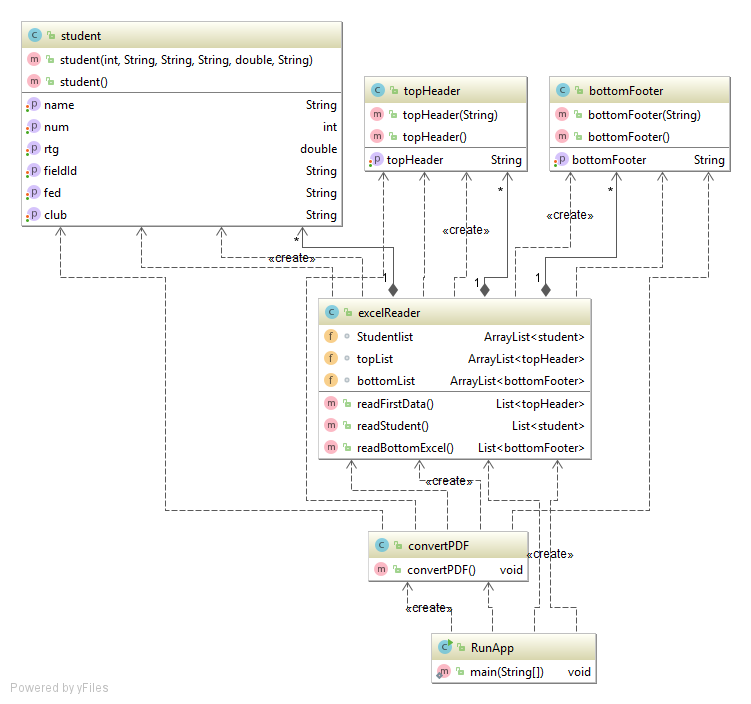 student
student(int, String, String, String, double, String)
student()
name String
num int
rtg double
fieldId String
fed String
club String
topHeader
topHeader(String)
topHeader()
topHeader String
bottomFooter
bottomFooter(String)
bottomFooter()
bottomFooter String
*
*
*
«create»
«create»
«create»
1
1
1
excelReader
Studentlist ArrayList<student>
topList ArrayList<topHeader>
bottomList ArrayList<bottomFooter>
readFirstData() List<topHeader>
readStudent() List<student>
readBottomExcel() List<bottomFooter>
«create»
convertPDF
convertPDF() void
«create»
«create»
RunApp
main(String[]) void
Powered by yFiles